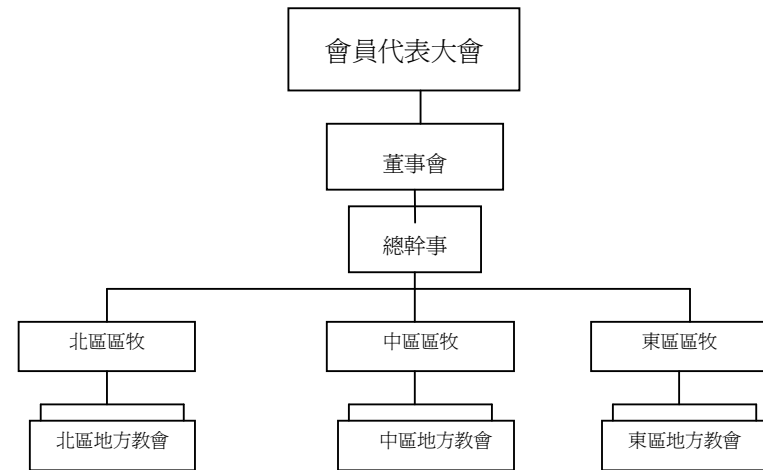 會員代表大會
董事會
總幹事
北區區牧
中區區牧
東區區牧
北區地方教會
中區地方教會
東區地方教會